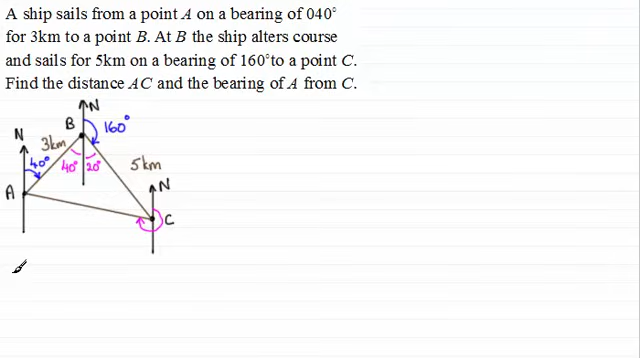 A ship sails from a point A on a bearing of 040°
for 3km to a point B. At B the ship alters course
and sails for 5km on a bearing of 160°to a point C.
Find the distance AC and the bearing of A from C.
N
B 160°
N 3km
40° 40° 20° 5km
A N
C